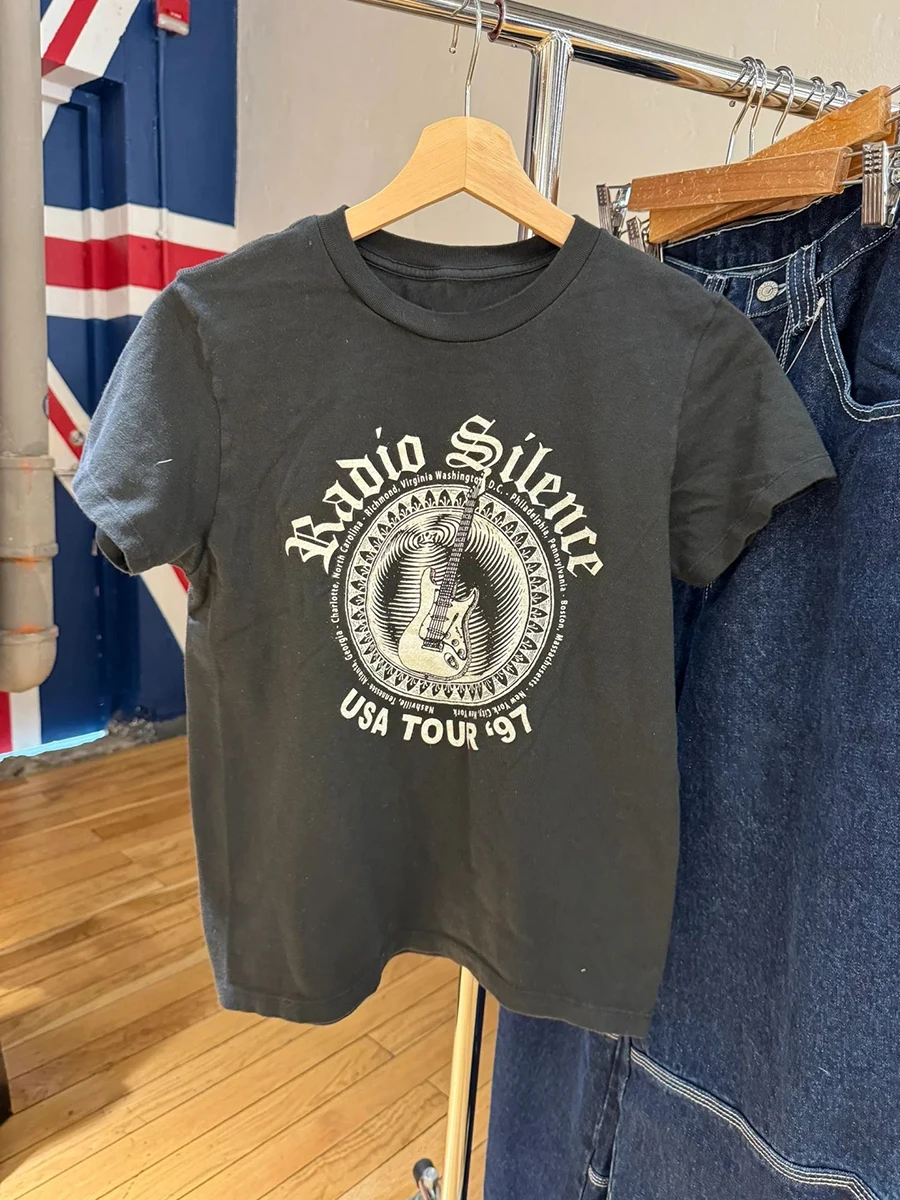 Radio Silence
Nashville, Tennessee - Atlanta, Georgia - Charlotte, North Carolina - Richmond, Virginia Washington D.C. - Philadelphia, Pennsylvania - Boston, Massachusetts - New York City, New York
USA TOUR '97